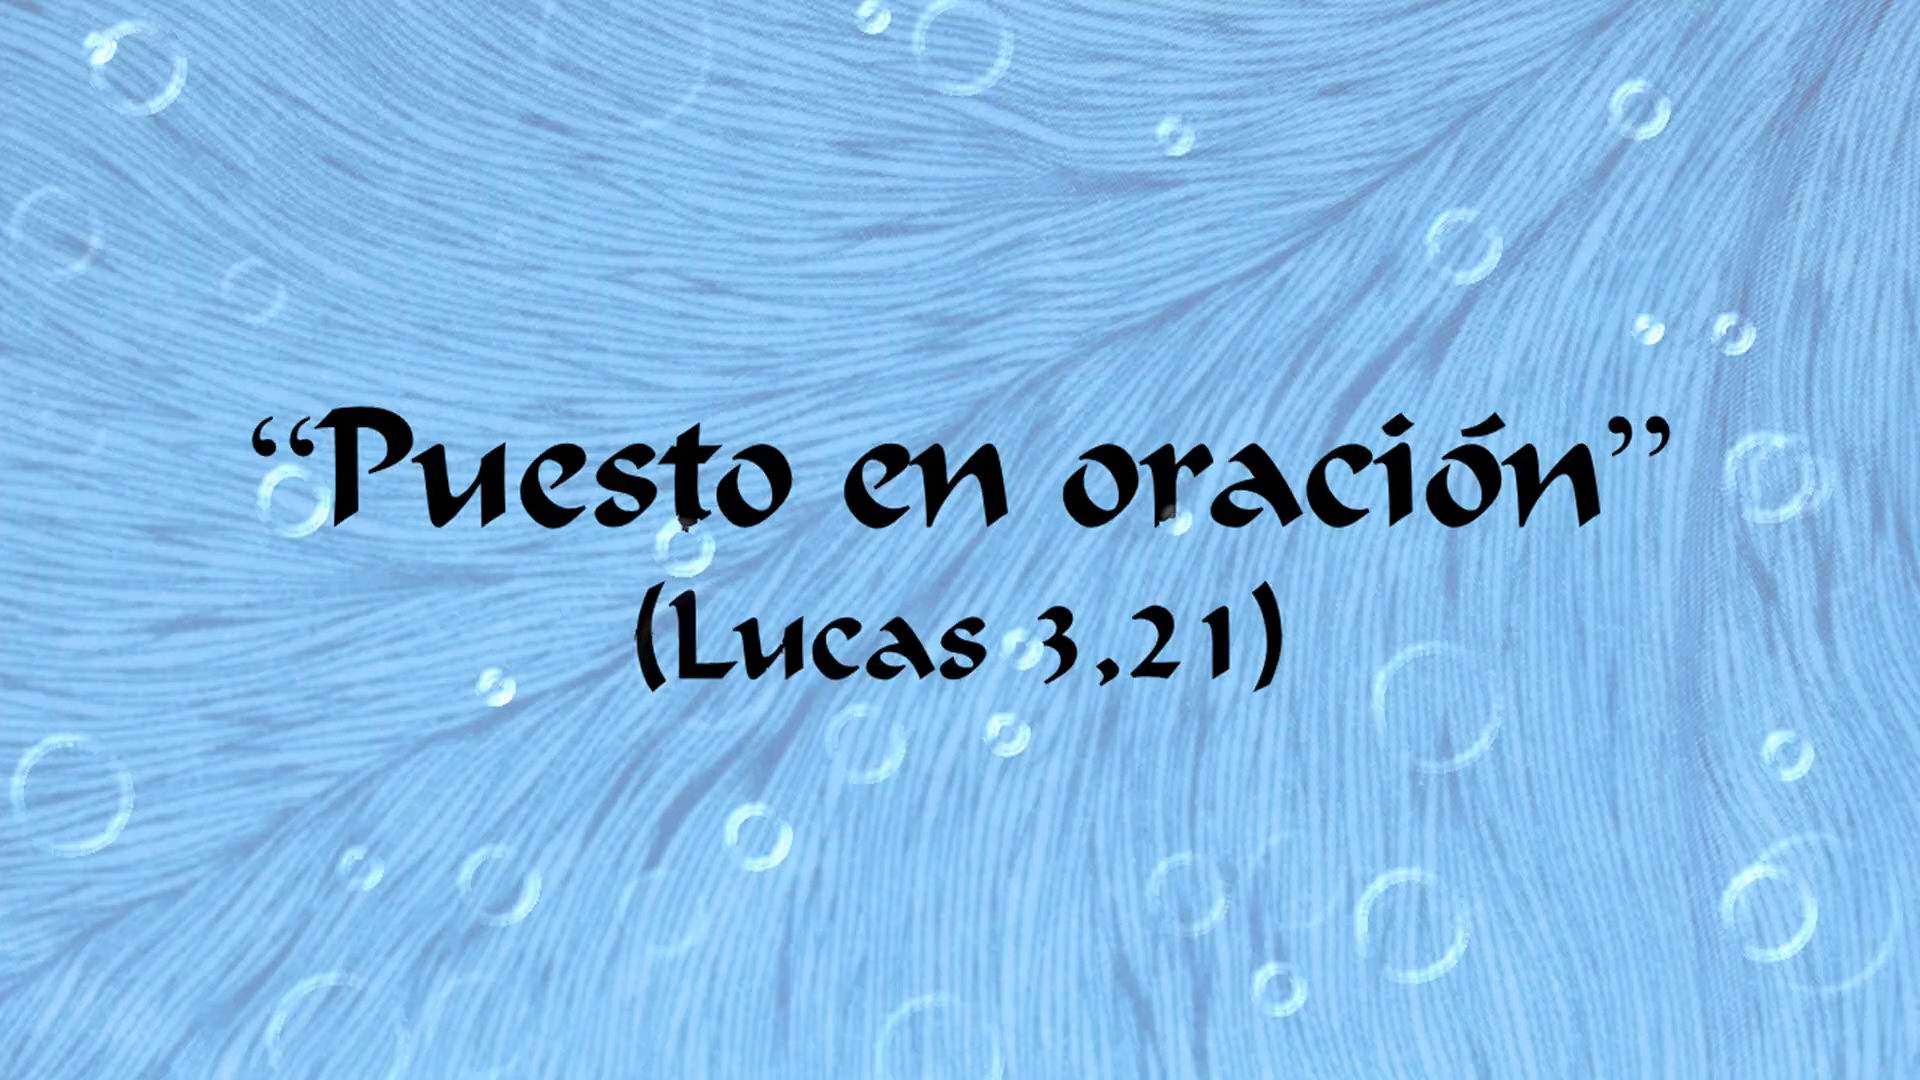 “Puesto en oración”
(Lucas 3,21)